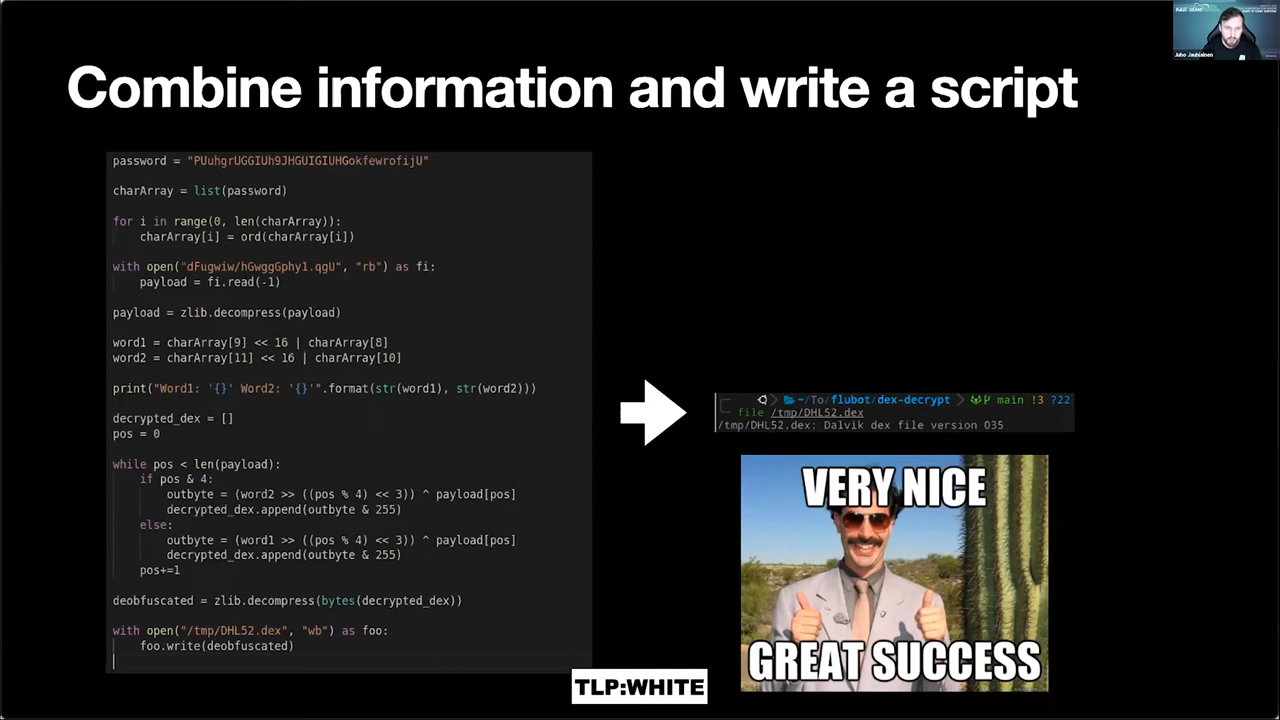 Combine information and write a script
Juho Jauhiainen
password = "PUuhgrUGGIUh9JHGUIGIUHGokfewrofijU"
charArray = list(password)
for i in range(0, len(charArray)):
charArray[i] = ord(charArray[i])
with open("dFugwiw/hGwggGphy1.qgU", "rb") as fi:
payload = fi.read(-1)
payload = zlib.decompress(payload)
word1 = charArray[9] << 16 | charArray[8]
word2 = charArray[11] << 16 | charArray[10]
print("Word1: '{}' Word2: '{}'".format(str(word1), str(word2)))
decrypted_dex = []
pos = 0
while pos < len(payload):
if pos & 4:
outbyte = (word2 >> ((pos % 4) << 3)) ^ payload[pos]
decrypted_dex.append(outbyte & 255)
else:
outbyte = (word1 >> ((pos % 4) << 3)) ^ payload[pos]
decrypted_dex.append(outbyte & 255)
pos+=1
deobfuscated = zlib.decompress(bytes(decrypted_dex))
with open("/tmp/DHL52.dex", "wb") as foo:
foo.write(deobfuscated)
~/To/flubot/dex-decrypt main !3 ?22
file /tmp/DHL52.dex
/tmp/DHL52.dex: Dalvik dex file version 035
VERY NICE
GREAT SUCCESS
TLP:WHITE